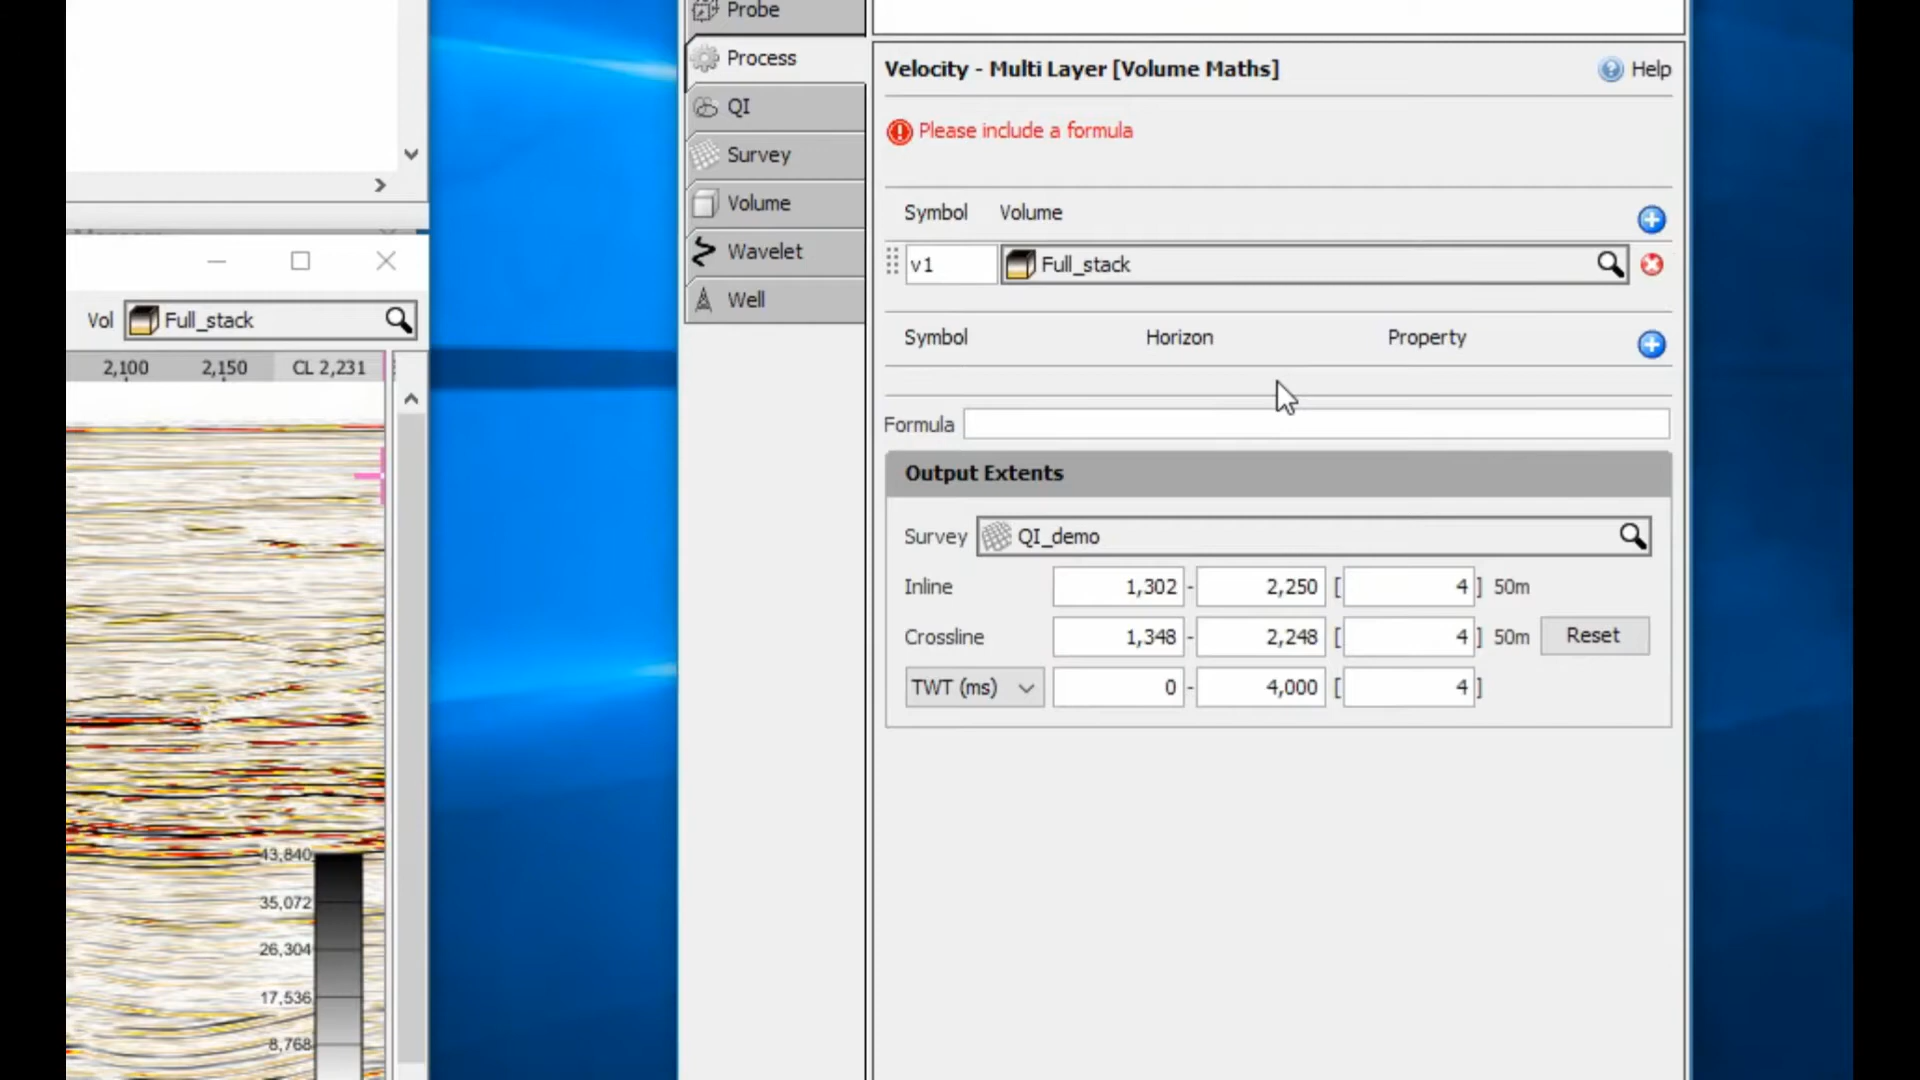 Probe
Process
QI
Survey
Volume
Wavelet
Well
Vol Full_stack
2,100 2,150 CL 2,231
43,840
35,072
26,304
17,536
8,768
Velocity - Multi Layer [Volume Maths] Help
Please include a formula
Symbol Volume
v1 Full_stack
Symbol Horizon Property
Formula
Output Extents
Survey QI_demo
Inline 1,302 - 2,250 [ 4 ] 50m
Crossline 1,348 - 2,248 [ 4 ] 50m Reset
TWT (ms) 0 - 4,000 [ 4 ]